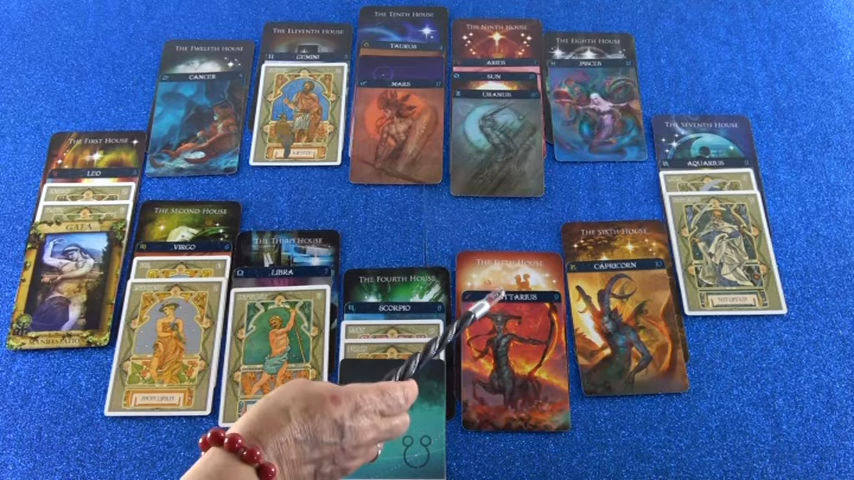 THE TENTH HOUSE
TAURUS
MARS
THE NINTH HOUSE
ARIES
SUN
URANUS
THE ELEVENTH HOUSE
GEMINI
THE EIGHTH HOUSE
PISCES
THE TWELFTH HOUSE
CANCER
THE SEVENTH HOUSE
AQUARIUS
THE FIRST HOUSE
LEO
GAEA
MANIFESTATION
THE SECOND HOUSE
VIRGO
THE THIRD HOUSE
LIBRA
THE FOURTH HOUSE
SCORPIO
THE FIFTH HOUSE
THE SIXTH HOUSE
CAPRICORN